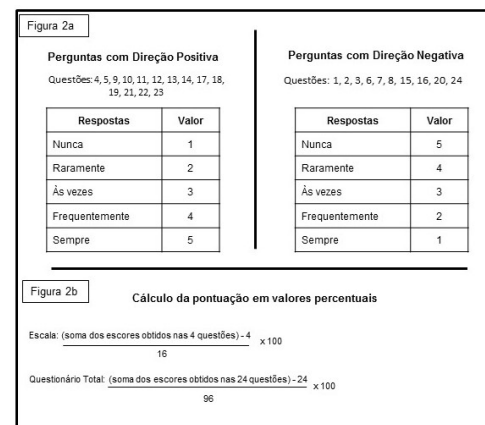 Figura 2a
Perguntas com Direção Positiva
Questões: 4, 5, 9, 10, 11, 12, 13, 14, 17, 18,
19, 21, 22, 23
Respostas Valor
Nunca 1
Raramente 2
Às vezes 3
Frequentemente 4
Sempre 5
Perguntas com Direção Negativa
Questões: 1, 2, 3, 6, 7, 8, 15, 16, 20, 24
Respostas Valor
Nunca 5
Raramente 4
Às vezes 3
Frequentemente 2
Sempre 1
Figura 2b
Cálculo da pontuação em valores percentuais
Escala: (soma dos escores obtidos nas 4 questões) - 4 x 100
16
Questionário Total: (soma dos escores obtidos nas 24 questões) - 24 x 100
96